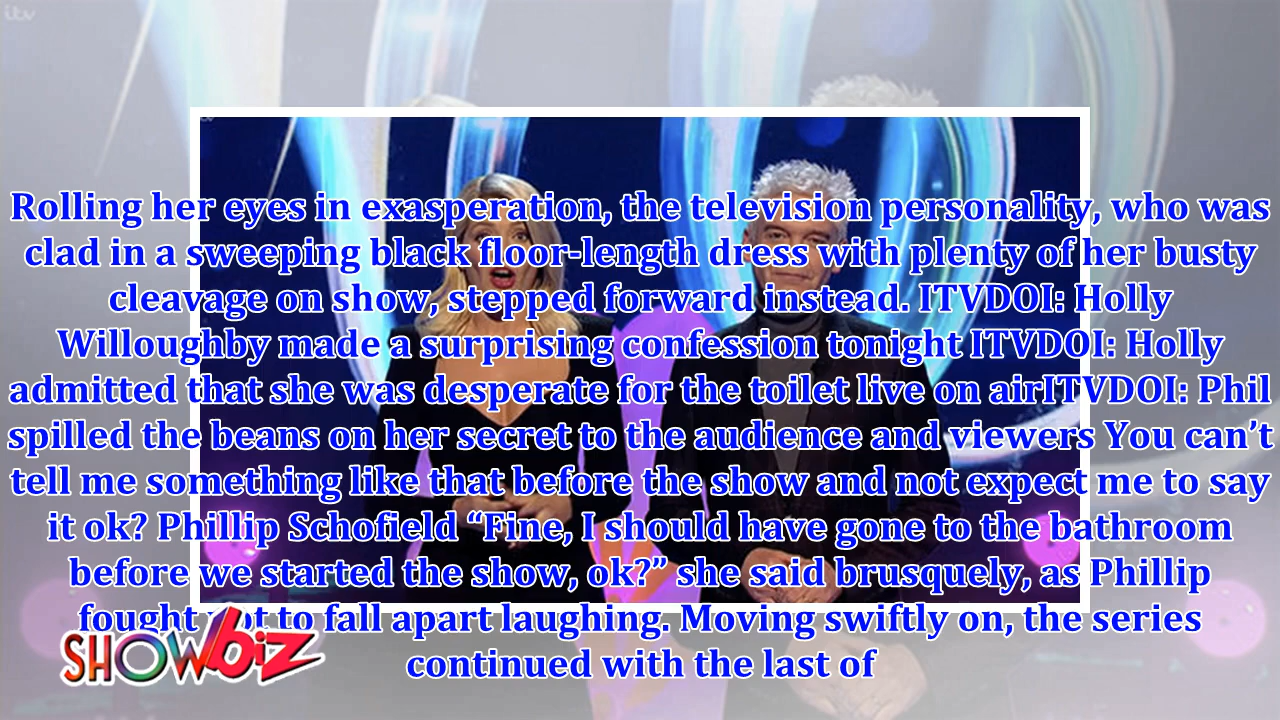 itv
Rolling her eyes in exasperation, the television personality, who was
clad in a sweeping black floor-length dress with plenty of her busty
cleavage on show, stepped forward instead. ITVDOI: Holly
Willoughby made a surprising confession tonight ITVDOI: Holly
admitted that she was desperate for the toilet live on airITVDOI: Phil
spilled the beans on her secret to the audience and viewers You can’t
tell me something like that before the show and not expect me to say
it ok? Phillip Schofield “Fine, I should have gone to the bathroom
before we started the show, ok?” she said brusquely, as Phillip
fought not to fall apart laughing. Moving swiftly on, the series
continued with the last of
SHOWbiz